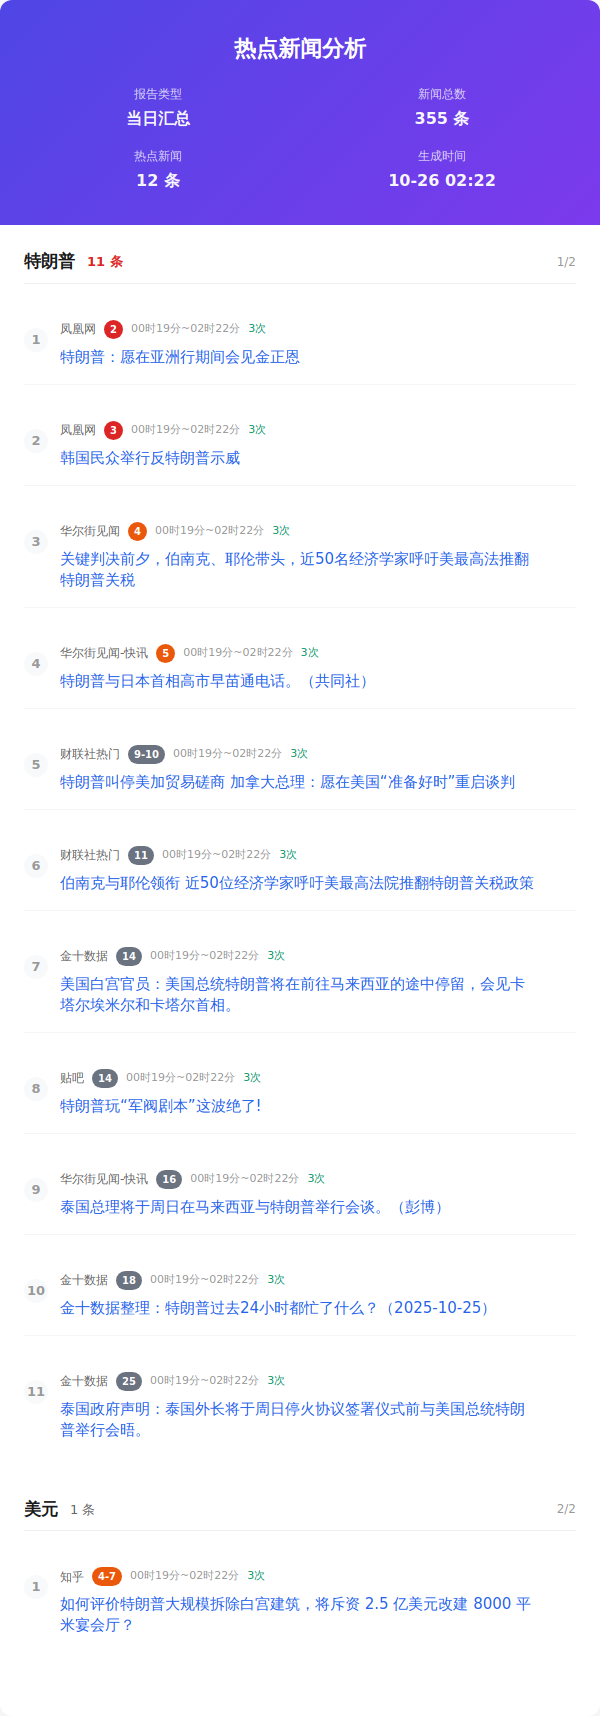 热点新闻分析
报告类型
当日汇总
新闻总数
355 条
热点新闻
12 条
生成时间
10-26 02:22
特朗普 11 条 1/2
1
凤凰网 2 00时19分~02时22分 3次
特朗普：愿在亚洲行期间会见金正恩
2
凤凰网 3 00时19分~02时22分 3次
韩国民众举行反特朗普示威
3
华尔街见闻 4 00时19分~02时22分 3次
关键判决前夕，伯南克、耶伦带头，近50名经济学家呼吁美最高法推翻
特朗普关税
4
华尔街见闻-快讯 5 00时19分~02时22分 3次
特朗普与日本首相高市早苗通电话。（共同社）
5
财联社热门 9-10 00时19分~02时22分 3次
特朗普叫停美加贸易磋商 加拿大总理：愿在美国“准备好时”重启谈判
6
财联社热门 11 00时19分~02时22分 3次
伯南克与耶伦领衔 近50位经济学家呼吁美最高法院推翻特朗普关税政策
7
金十数据 14 00时19分~02时22分 3次
美国白宫官员：美国总统特朗普将在前往马来西亚的途中停留，会见卡
塔尔埃米尔和卡塔尔首相。
8
贴吧 14 00时19分~02时22分 3次
特朗普玩“军阀剧本”这波绝了!
9
华尔街见闻-快讯 16 00时19分~02时22分 3次
泰国总理将于周日在马来西亚与特朗普举行会谈。（彭博）
10
金十数据 18 00时19分~02时22分 3次
金十数据整理：特朗普过去24小时都忙了什么？（2025-10-25）
11
金十数据 25 00时19分~02时22分 3次
泰国政府声明：泰国外长将于周日停火协议签署仪式前与美国总统特朗
普举行会晤。
美元 1 条 2/2
1
知乎 4-7 00时19分~02时22分 3次
如何评价特朗普大规模拆除白宫建筑，将斥资 2.5 亿美元改建 8000 平
米宴会厅？